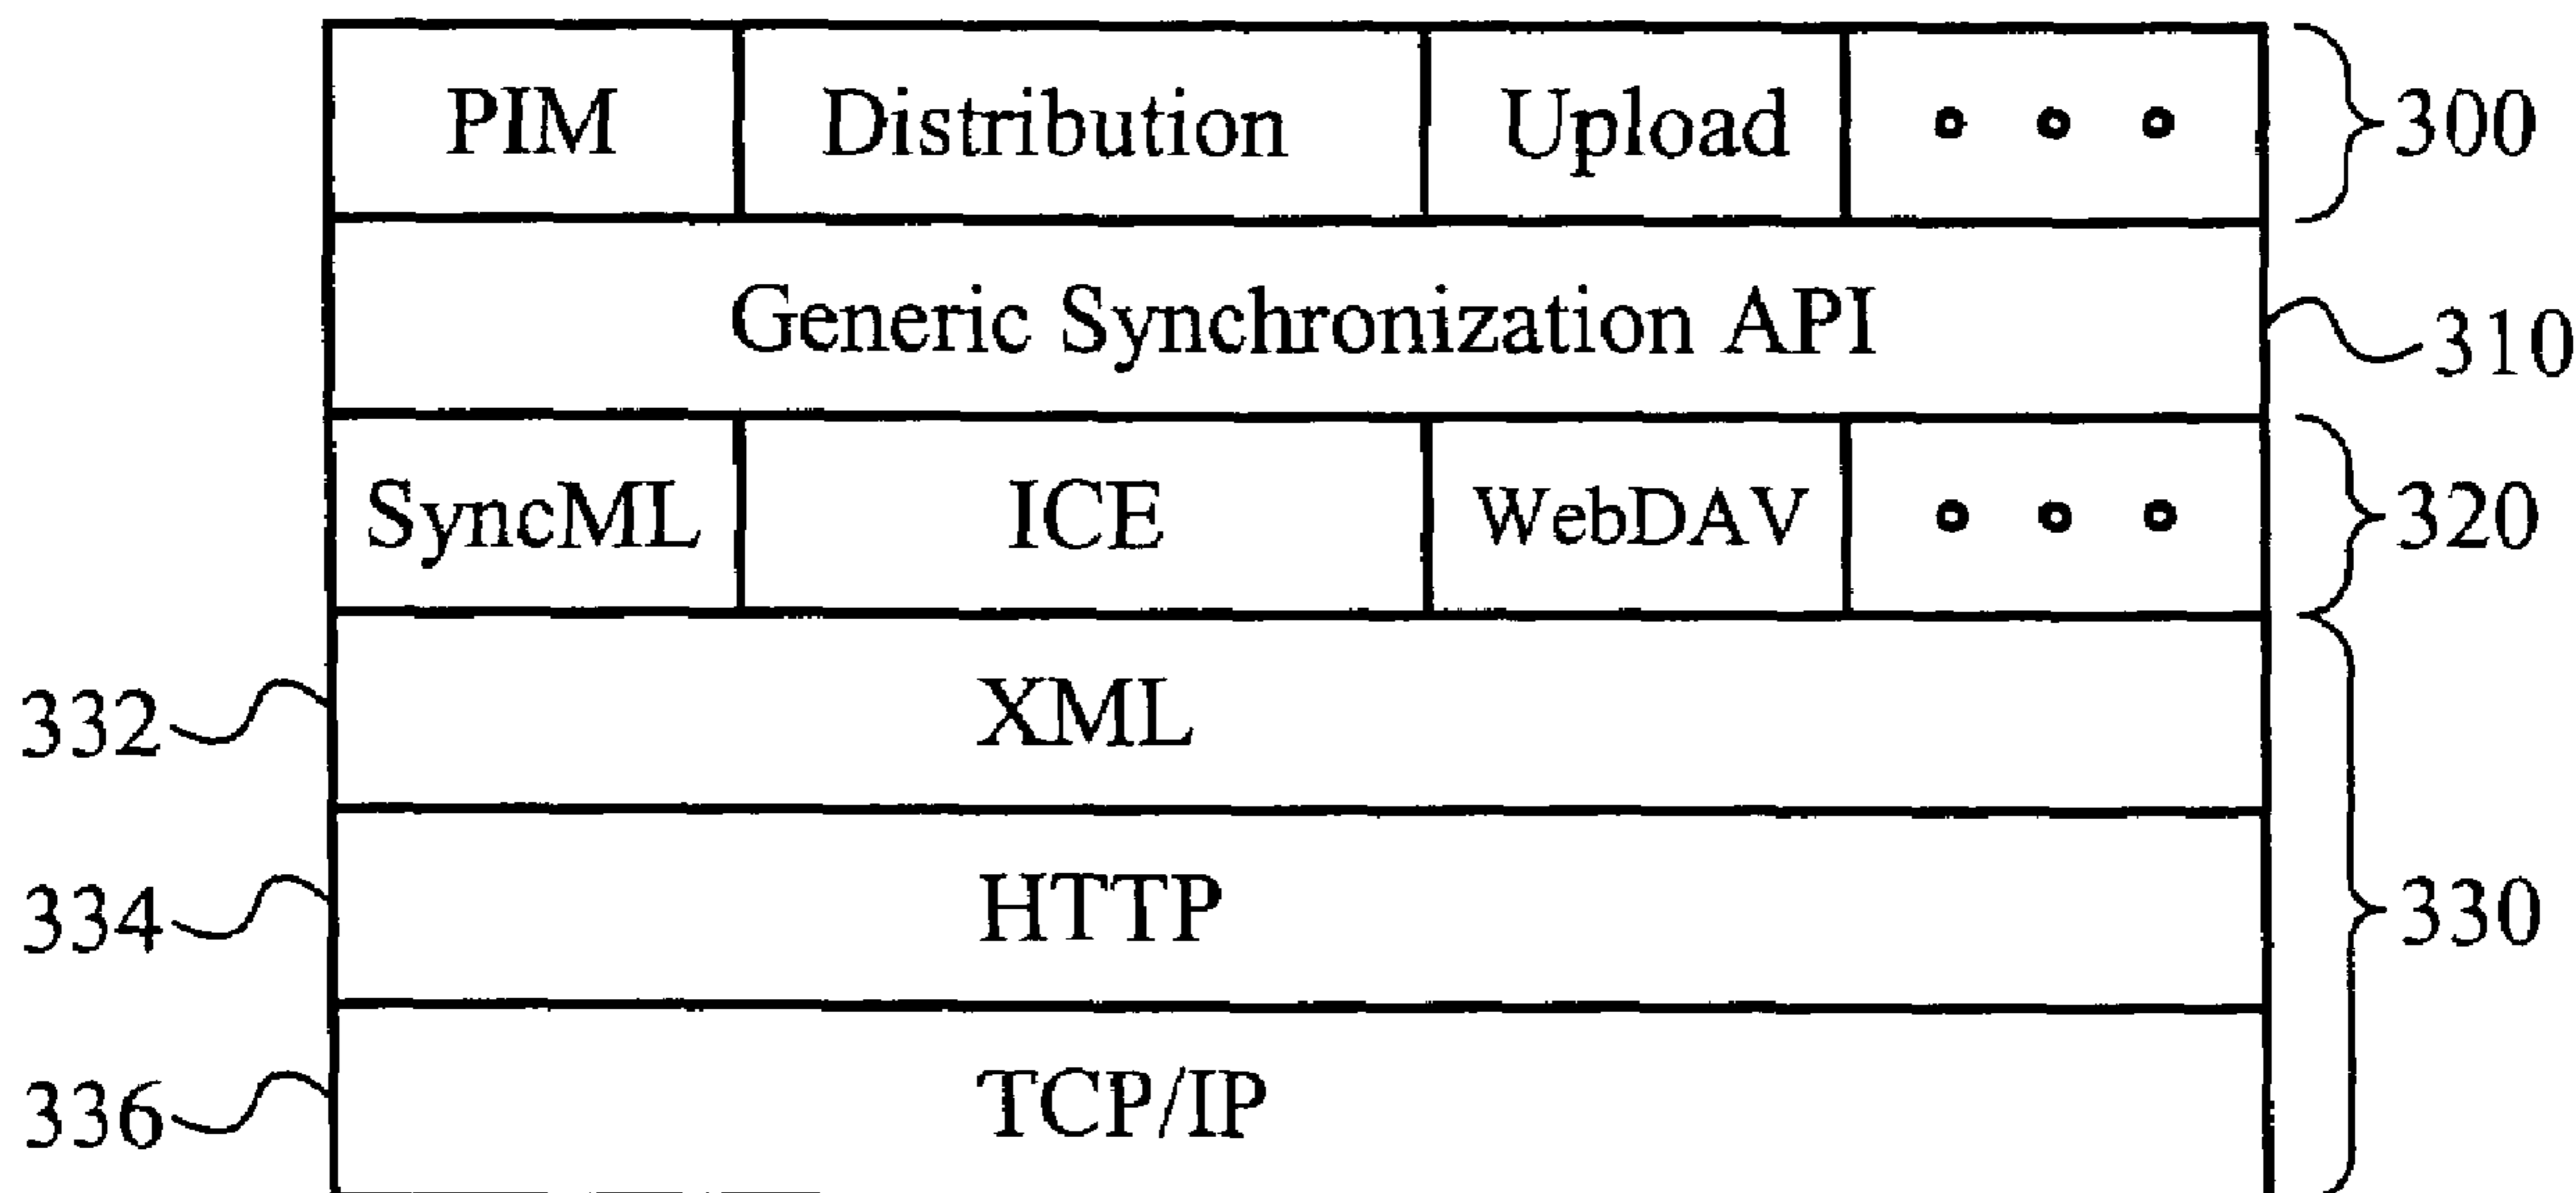 PIM Distribution Upload 300
Generic Synchronization API
310
SyncML ICE WebDAV 320
332 XML
334 HTTP 330
336 TCP/IP